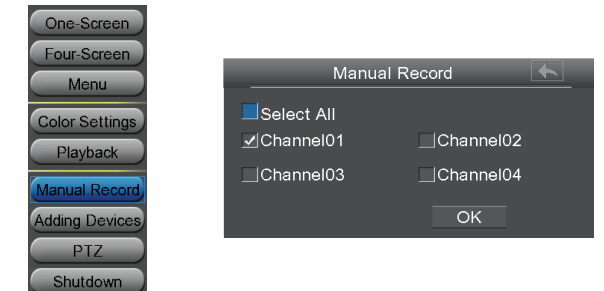 One-Screen
Four-Screen
Menu
Color Settings
Playback
Manual Record
Adding Devices
PTZ
Shutdown
Manual Record
Select All
Channel01 Channel02
Channel03 Channel04
OK